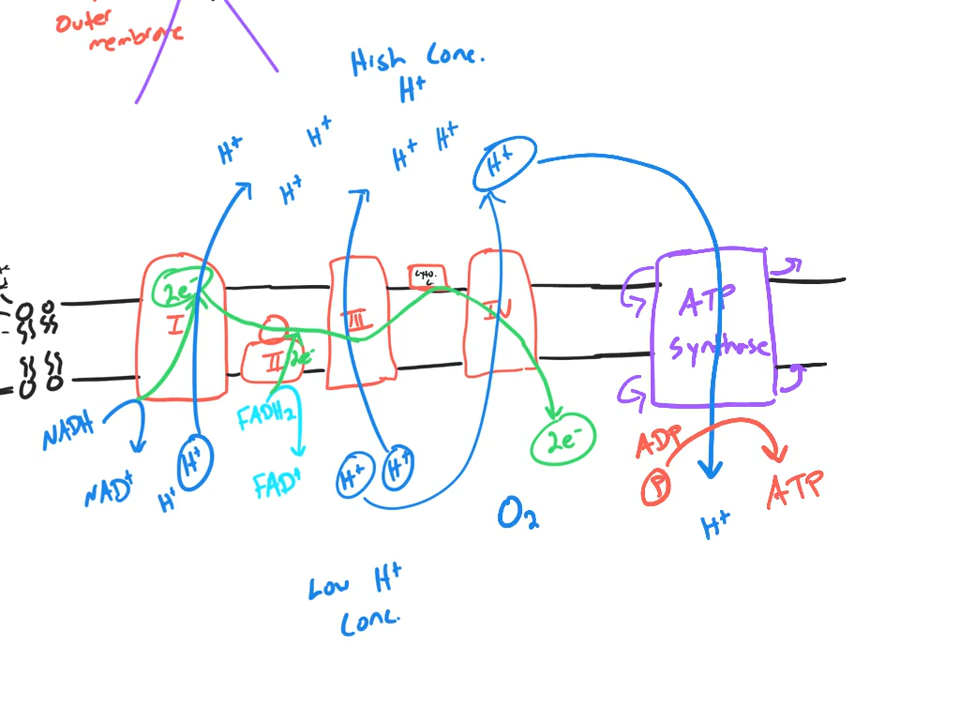 Outer
membrane
High Conc.
H+
H+
H+
H+
H+
H+
H+
2e-
I
II
2e-
III
cyto.
c
IV
ATP
Synthase
NADH
NAD+
H+
H+
FADH2
FAD+
H+
H+
2e-
O2
ADP
P
ATP
H+
Low H+
Conc.